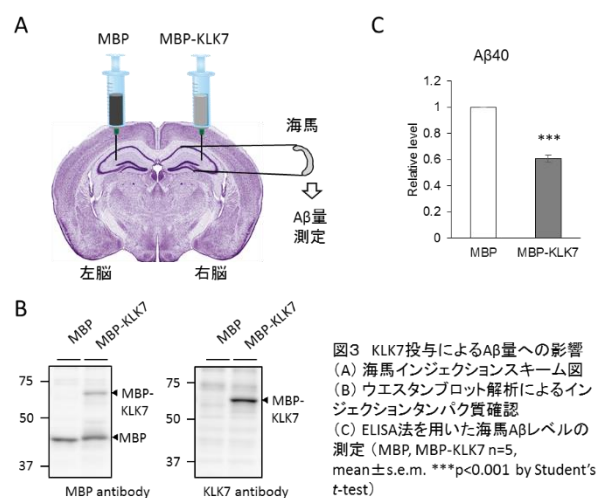 A
MBP
MBP-KLK7
海馬
Aβ量
測定
左脳
右脳
C
Aβ40
Relative level
1.2
1
0.8
0.6
0.4
0.2
0
***
MBP
MBP-KLK7
B
MBP
MBP-KLK7
75
50
37
MBP-
KLK7
MBP
MBP antibody
MBP
MBP-KLK7
75
50
37
MBP-
KLK7
KLK7 antibody
図3 KLK7投与によるAβ量への影響
(A) 海馬インジェクションスキーム図
(B) ウエスタンブロット解析によるイン
ジェクションタンパク質確認
(C) ELISA法を用いた海馬Aβレベルの
測定 (MBP, MBP-KLK7 n=5,
mean±s.e.m. ***p<0.001 by Student's
t-test)